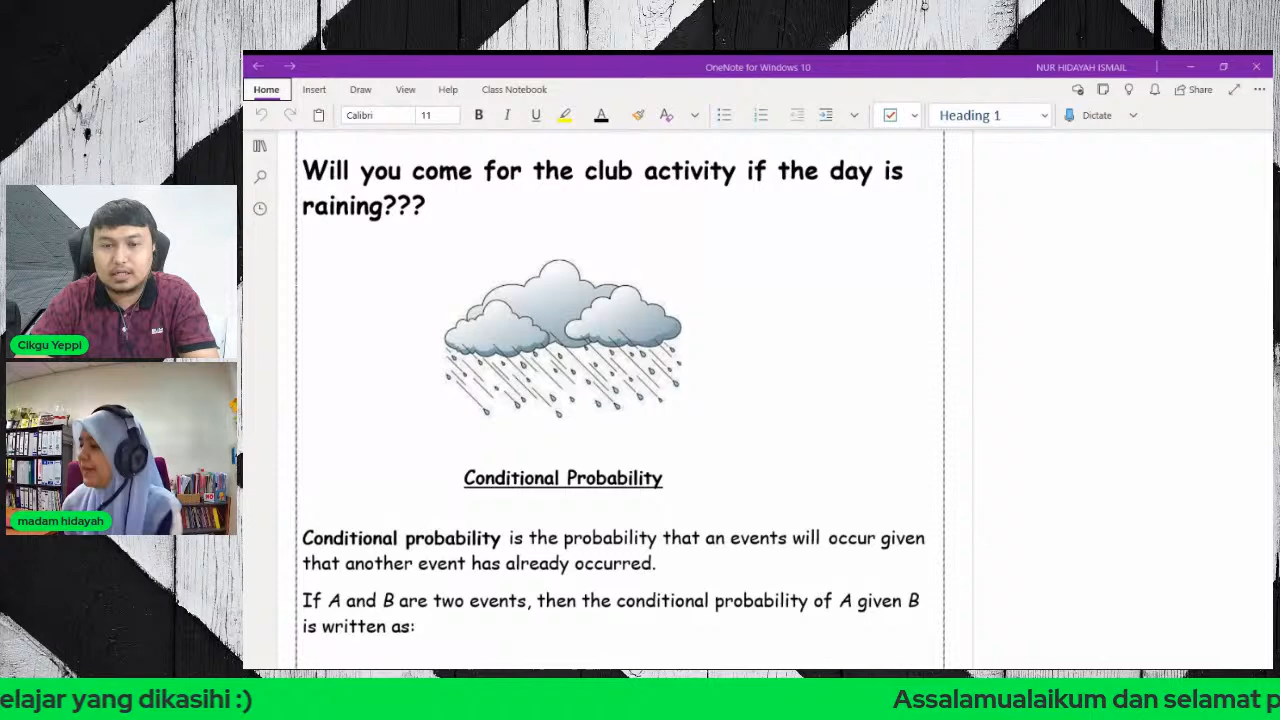 OneNote for Windows 10
NUR HIDAYAH ISMAIL
Home Insert Draw View Help Class Notebook
Share
Calibri 11 B I U A Heading 1 Dictate
Will you come for the club activity if the day is
raining???
Conditional Probability
Conditional probability is the probability that an events will occur given
that another event has already occurred.
If A and B are two events, then the conditional probability of A given B
is written as:
Cikgu Yeppi
madam hidayah
elajar yang dikasihi :)
Assalamualaikum dan selamat p